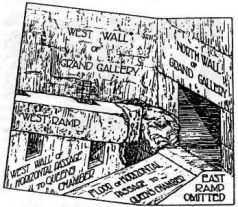 WEST WALL
OF
GRAND GALLERY
NORTH WALL
OF
GRAND GALLERY
WEST RAMP
WEST WALL OF
HORIZONTAL PASSAGE
TO QUEEN'S
CHAMBER
FLOOR OF HORIZONTAL
PASSAGE TO
QUEEN'S CHAMBER
EAST
RAMP
OMITTED